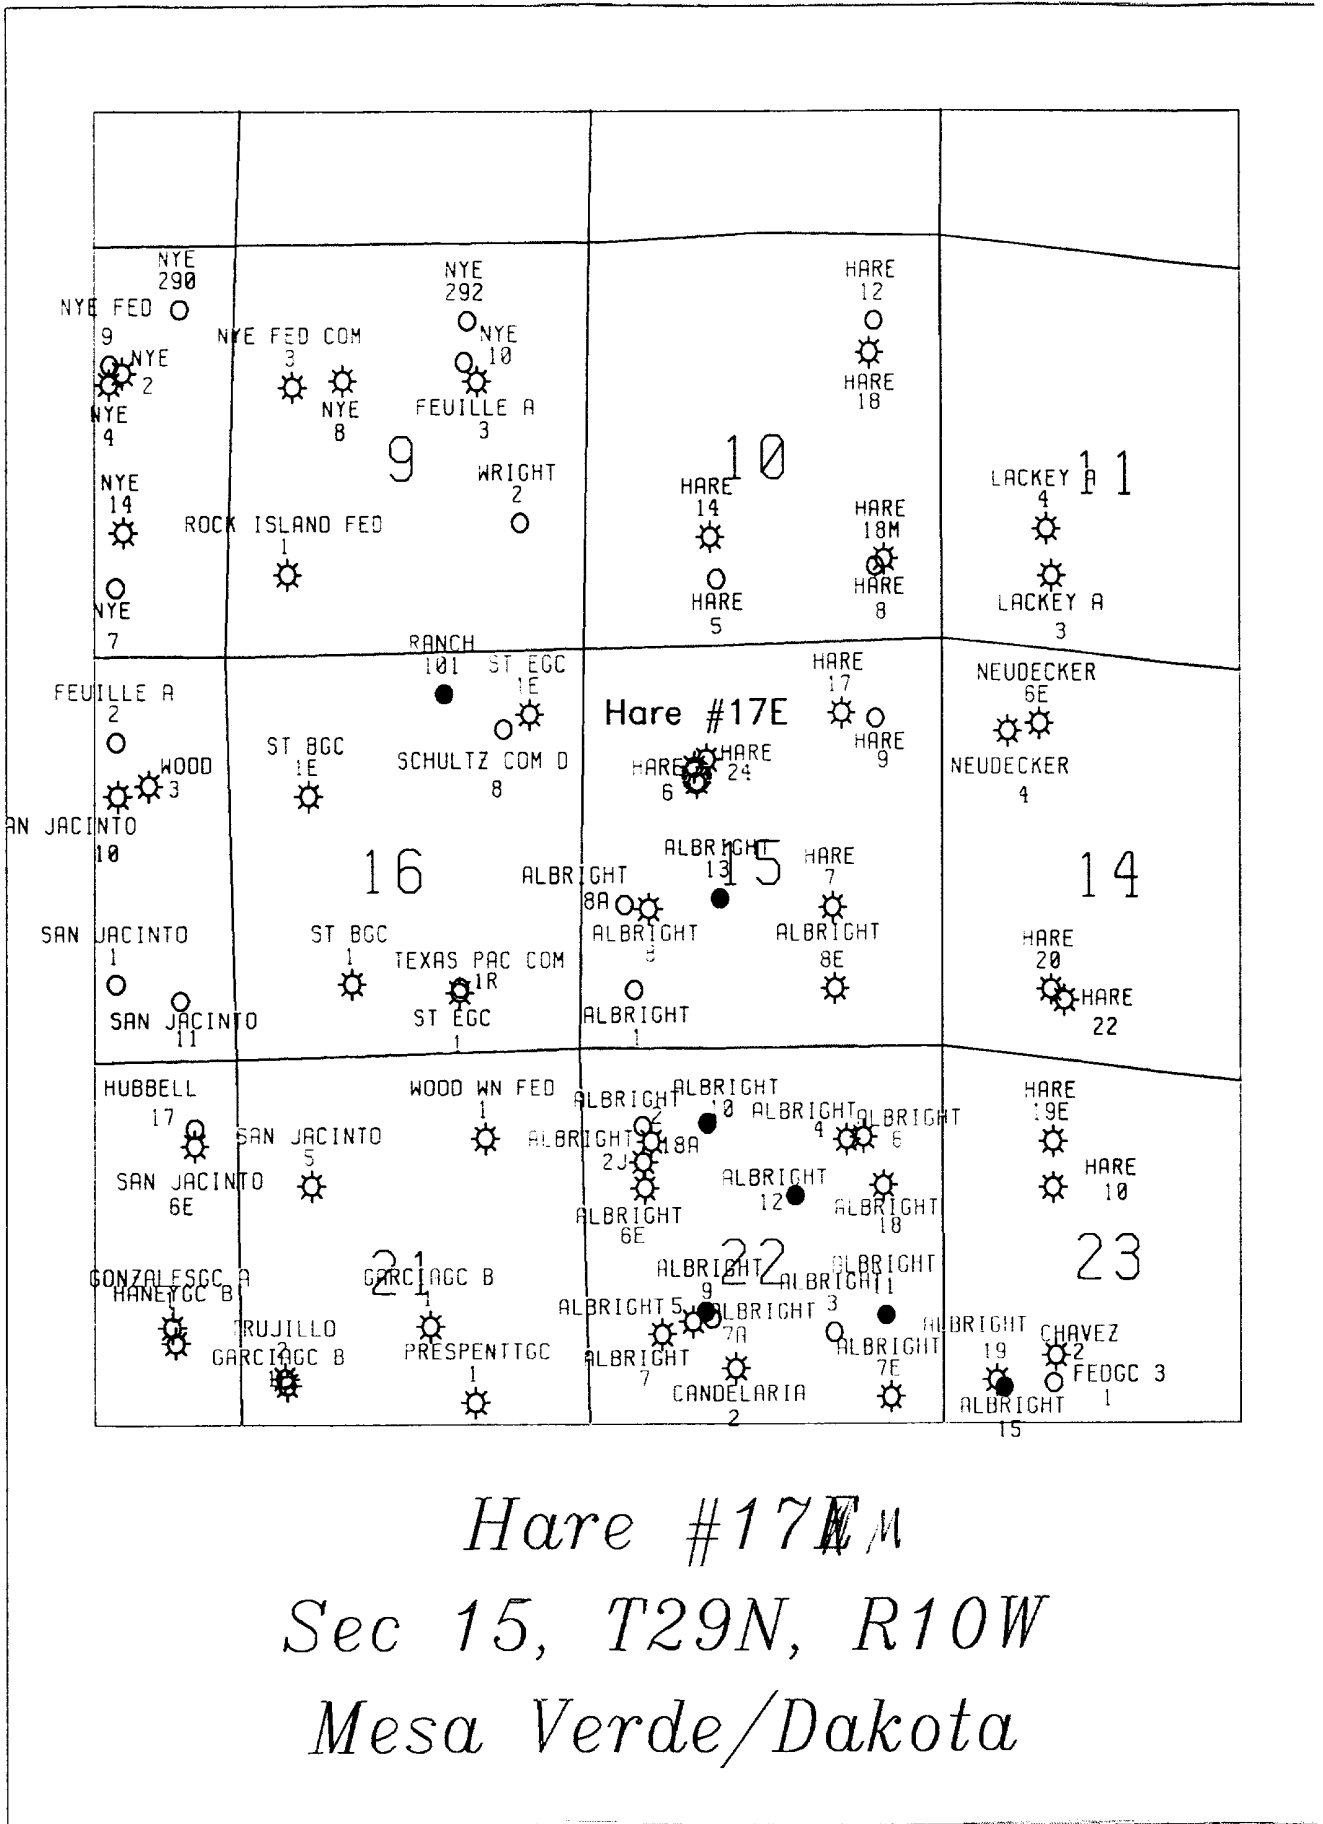 NYE
290
NYE FED
9
NYE
2
NYE
4
NYE
14
NYE
7
NYE FED COM
3
NYE
8
NYE
292
NYE
10
FEUILLE A
3
9
WRIGHT
2
ROCK ISLAND FED
1
HARE
12
HARE
18
10
HARE
14
HARE
18M
HARE
5
HARE
8
LACKEY A
4
11
LACKEY A
3
FEUILLE A
2
WOOD
3
AN JACINTO
10
SAN JACINTO
1
SAN JACINTO
11
RANCH
101
ST EGC
1E
SCHULTZ COM D
8
ST BGC
1E
16
ST BGC
1
TEXAS PAC COM
1R
ST EGC
1
Hare #17E
HARE
17
HARE
9
HARE
24
HARE
6
ALBRIGHT
13
15
HARE
7
ALBRIGHT
8A
ALBRIGHT
8
ALBRIGHT
8E
ALBRIGHT
1
NEUDECKER
6E
NEUDECKER
4
14
HARE
20
HARE
22
HUBBELL
17
SAN JACINTO
6E
SAN JACINTO
5
WOOD WN FED
1
21
GONZALESGC A
1
HANEYGC B
1
TRUJILLO
2
GARCIAGC B
GARCIAGC B
1
PRESPENTTGC
1
ALBRIGHT
2
ALBRIGHT
10
ALBRIGHT
18A
2J
ALBRIGHT
6E
ALBRIGHT
4
ALBRIGHT
6
ALBRIGHT
12
ALBRIGHT
18
22
ALBRIGHT
9
ALBRIGHT
3
ALBRIGHT
11
ALBRIGHT 5
ALBRIGHT
7A
ALBRIGHT
7
ALBRIGHT
7E
CANDELARIA
2
HARE
19E
HARE
10
23
ALBRIGHT
19
CHAVEZ
2
FEDGC 3
1
ALBRIGHT
15
Hare #17 M
Sec 15, T29N, R10W
Mesa Verde/Dakota